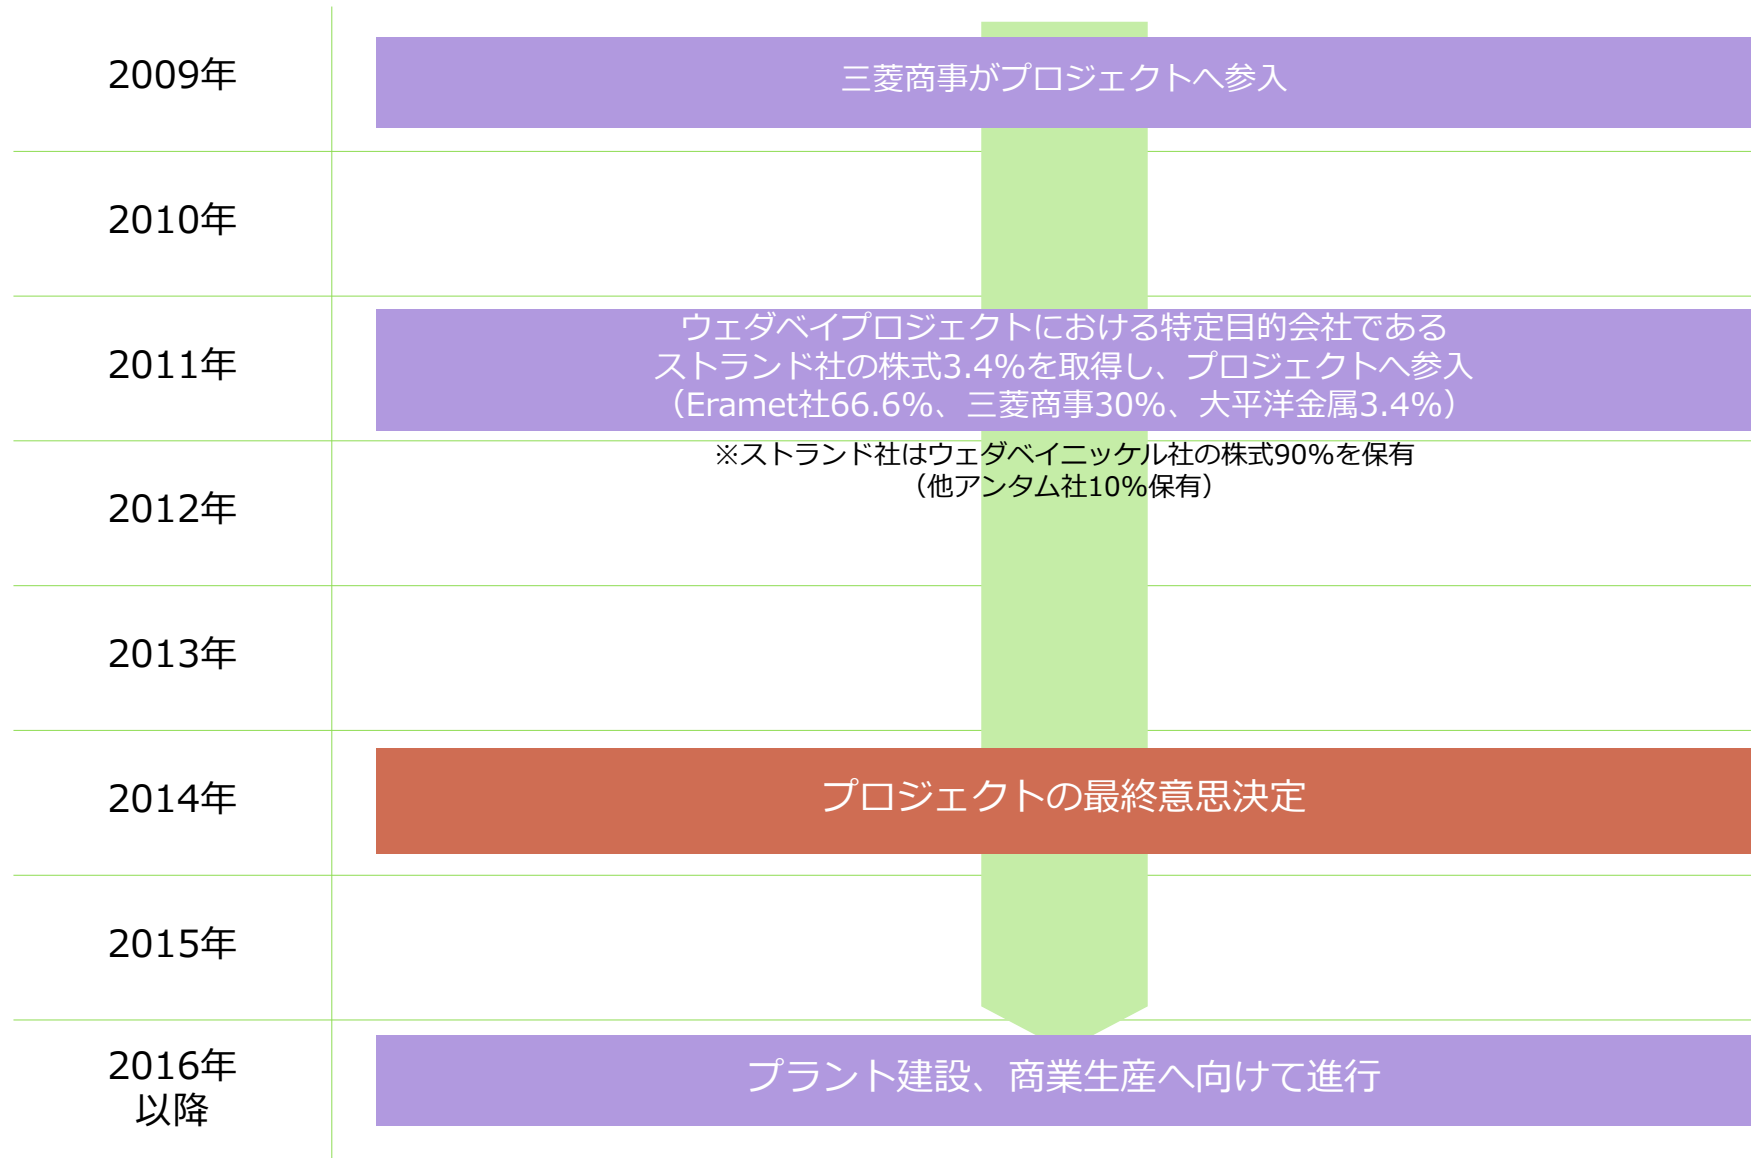 2009年
三菱商事がプロジェクトへ参入
2010年
2011年
ウェダベイプロジェクトにおける特定目的会社である
ストランド社の株式3.4%を取得し、プロジェクトへ参入
（Eramet社66.6%、三菱商事30%、大平洋金属3.4%）
※ストランド社はウェダベイニッケル社の株式90%を保有
（他アンタム社10%保有）
2012年
2013年
2014年
プロジェクトの最終意思決定
2015年
2016年
以降
プラント建設、商業生産へ向けて進行